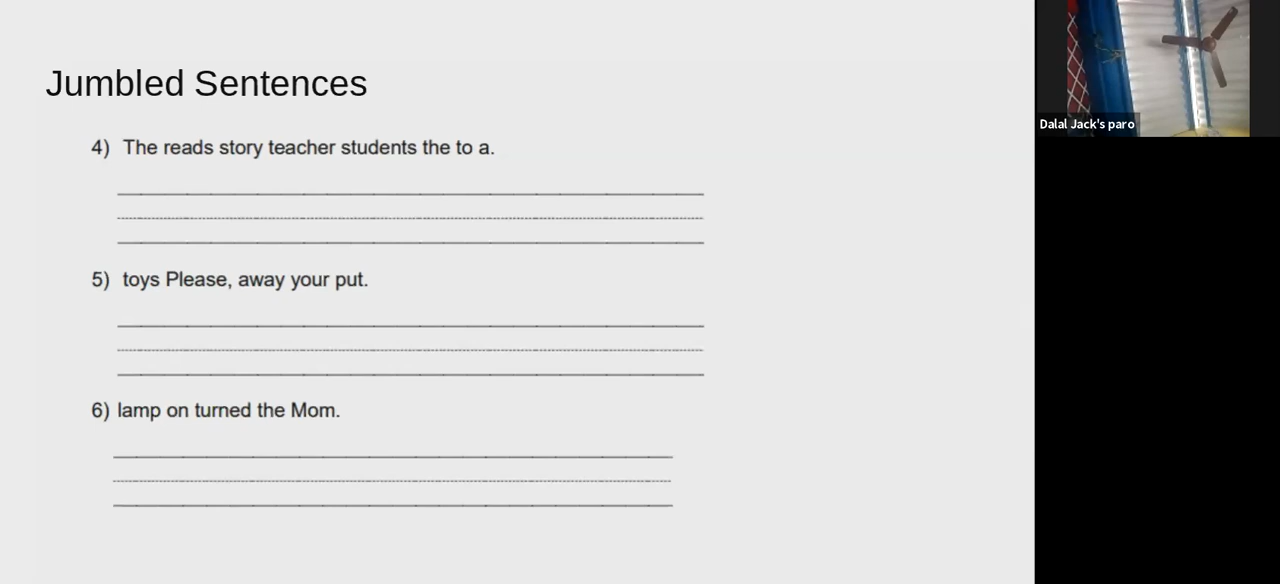 Jumbled Sentences
4) The reads story teacher students the to a.
5) toys Please, away your put.
6) lamp on turned the Mom.
Dalal Jack's paro